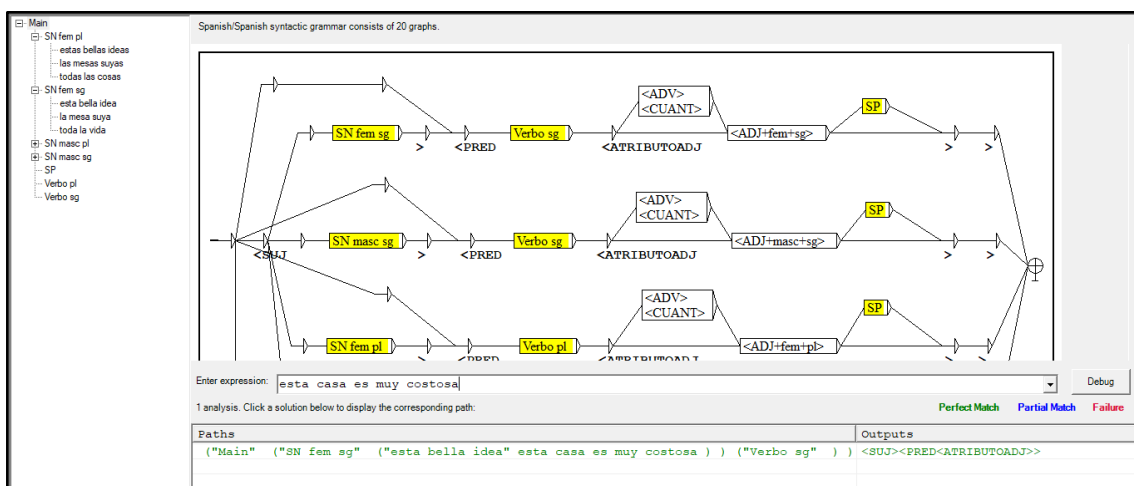 Main
SN fem pl
estas bellas ideas
las mesas suyas
todas las cosas
SN fem sg
esta bella idea
la mesa suya
toda la vida
SN masc pl
SN masc sg
SP
Verbo pl
Verbo sg
Spanish/Spanish syntactic grammar consists of 20 graphs.
<ADV>
<CUANT>
SP
SN fem sg
Verbo sg
<ADJ+fem+sg>
> <PRED <ATRIBUTOADJ > >
<ADV>
<CUANT>
SP
SN masc sg
Verbo sg
<ADJ+masc+sg>
<SUJ > <PRED <ATRIBUTOADJ > >
<ADV>
<CUANT>
SP
SN fem pl
Verbo pl
<ADJ+fem+pl>
> <PRED <ATRIBUTOADJ > >
Enter expression: esta casa es muy costosa Debug
1 analysis. Click a solution below to display the corresponding path: Perfect Match Partial Match Failure
Paths Outputs
("Main" ("SN fem sg" ("esta bella idea" esta casa es muy costosa ) ) ("Verbo sg" ) ) <SUJ><PRED<ATRIBUTOADJ>>